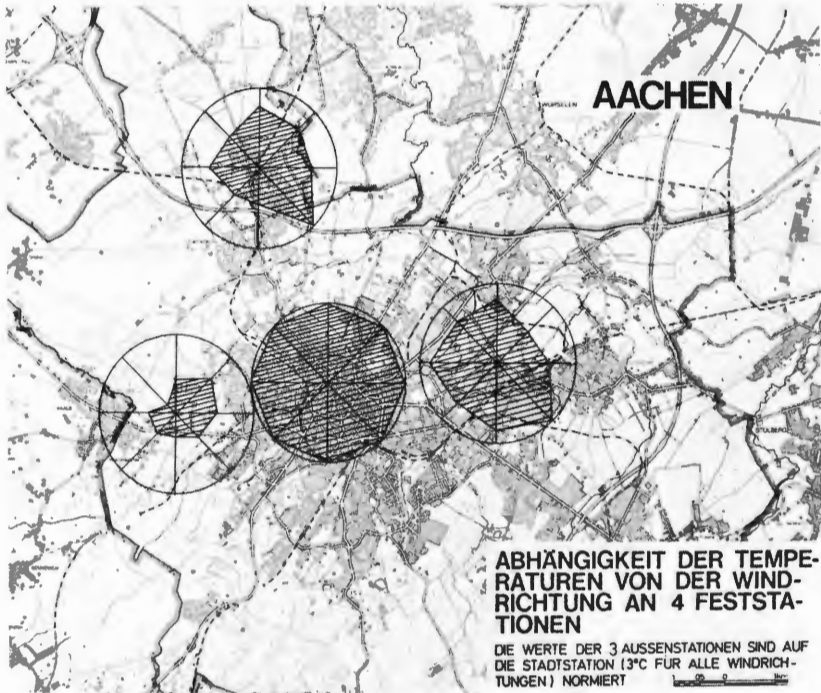 AACHEN
WÜRSELEN
VAALS
STOLBERG
ABHÄNGIGKEIT DER TEMPE-
RATUREN VON DER WIND-
RICHTUNG AN 4 FESTSTA-
TIONEN
DIE WERTE DER 3 AUSSENSTATIONEN SIND AUF
DIE STADTSTATION (3°C FÜR ALLE WINDRICH-
TUNGEN) NORMIERT